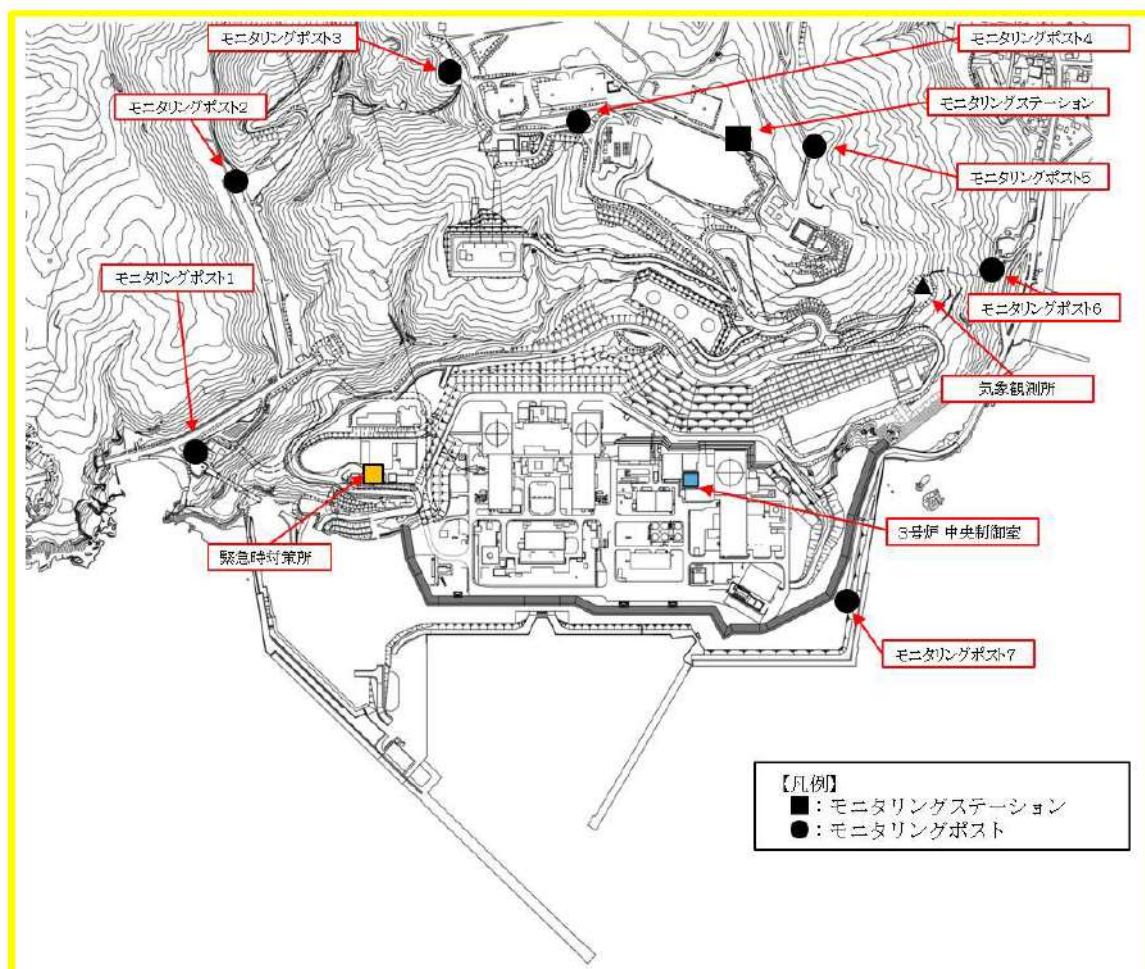 モニタリングポスト3
モニタリングポスト4
モニタリングポスト2
モニタリングステーション
モニタリングポスト5
モニタリングポスト1
モニタリングポスト6
気象観測所
3号炉 中央制御室
緊急時対策所
モニタリングポスト7
【凡例】
■：モニタリングステーション
●：モニタリングポスト